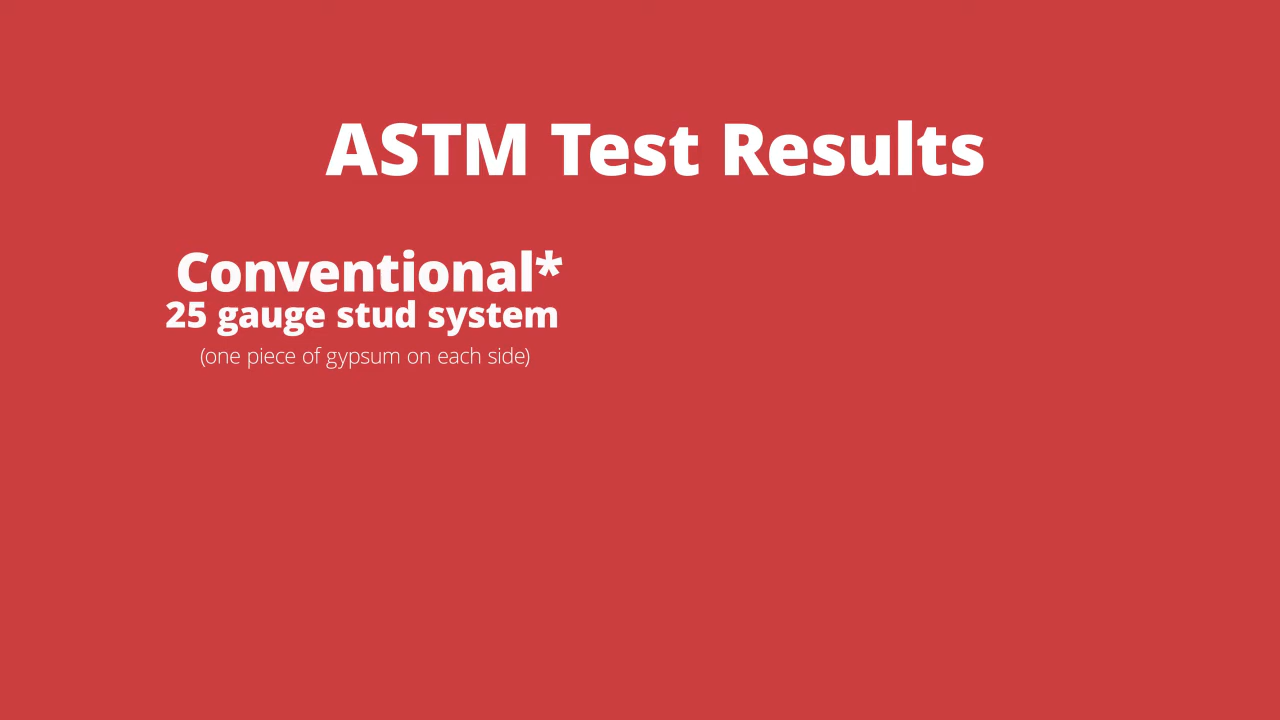 ASTM Test Results
Conventional*
25 gauge stud system
(one piece of gypsum on each side)